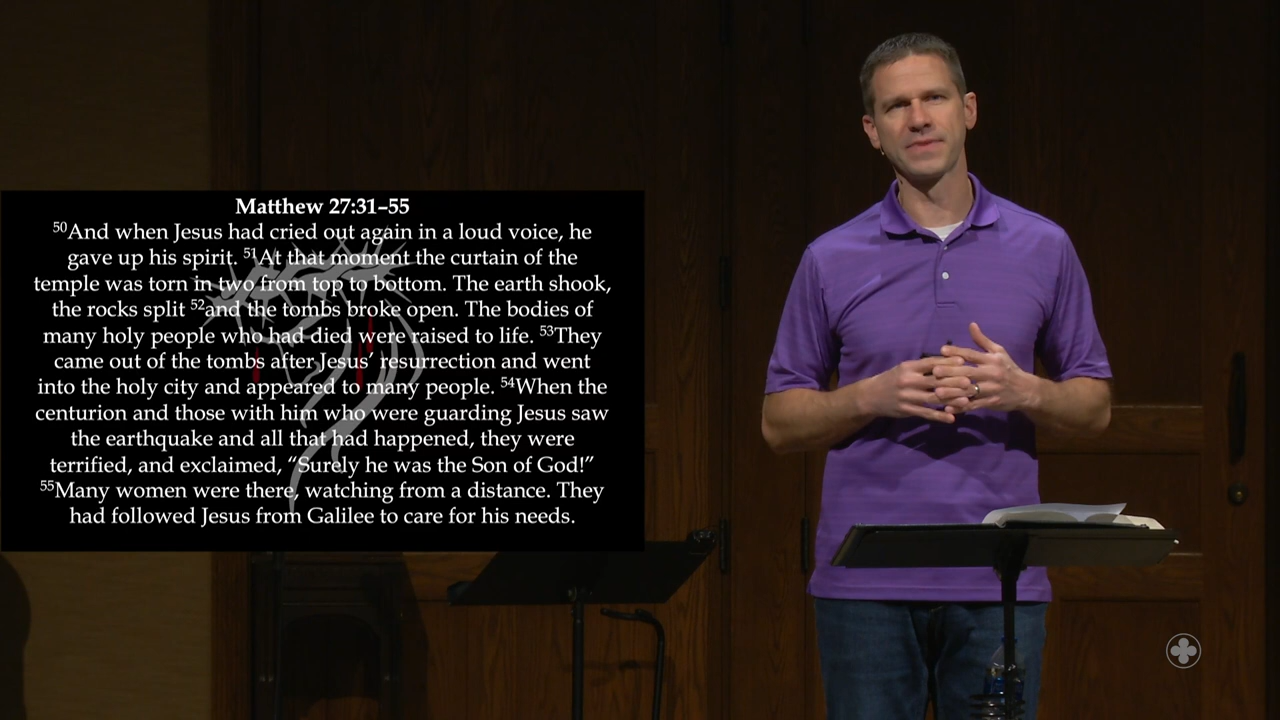 Matthew 27:31–55
⁵⁰And when Jesus had cried out again in a loud voice, he
gave up his spirit. ⁵¹At that moment the curtain of the
temple was torn in two from top to bottom. The earth shook,
the rocks split ⁵²and the tombs broke open. The bodies of
many holy people who had died were raised to life. ⁵³They
came out of the tombs after Jesus’ resurrection and went
into the holy city and appeared to many people. ⁵⁴When the
centurion and those with him who were guarding Jesus saw
the earthquake and all that had happened, they were
terrified, and exclaimed, “Surely he was the Son of God!”
⁵⁵Many women were there, watching from a distance. They
had followed Jesus from Galilee to care for his needs.